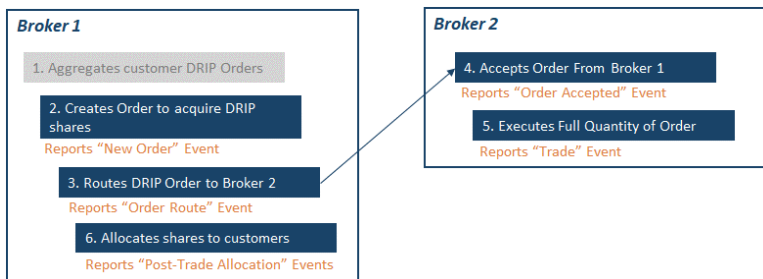 Broker 1
1. Aggregates customer DRIP Orders
2. Creates Order to acquire DRIP
shares
Reports “New Order” Event
3. Routes DRIP Order to Broker 2
Reports “Order Route” Event
6. Allocates shares to customers
Reports “Post-Trade Allocation” Events
Broker 2
4. Accepts Order From Broker 1
Reports “Order Accepted” Event
5. Executes Full Quantity of Order
Reports “Trade” Event